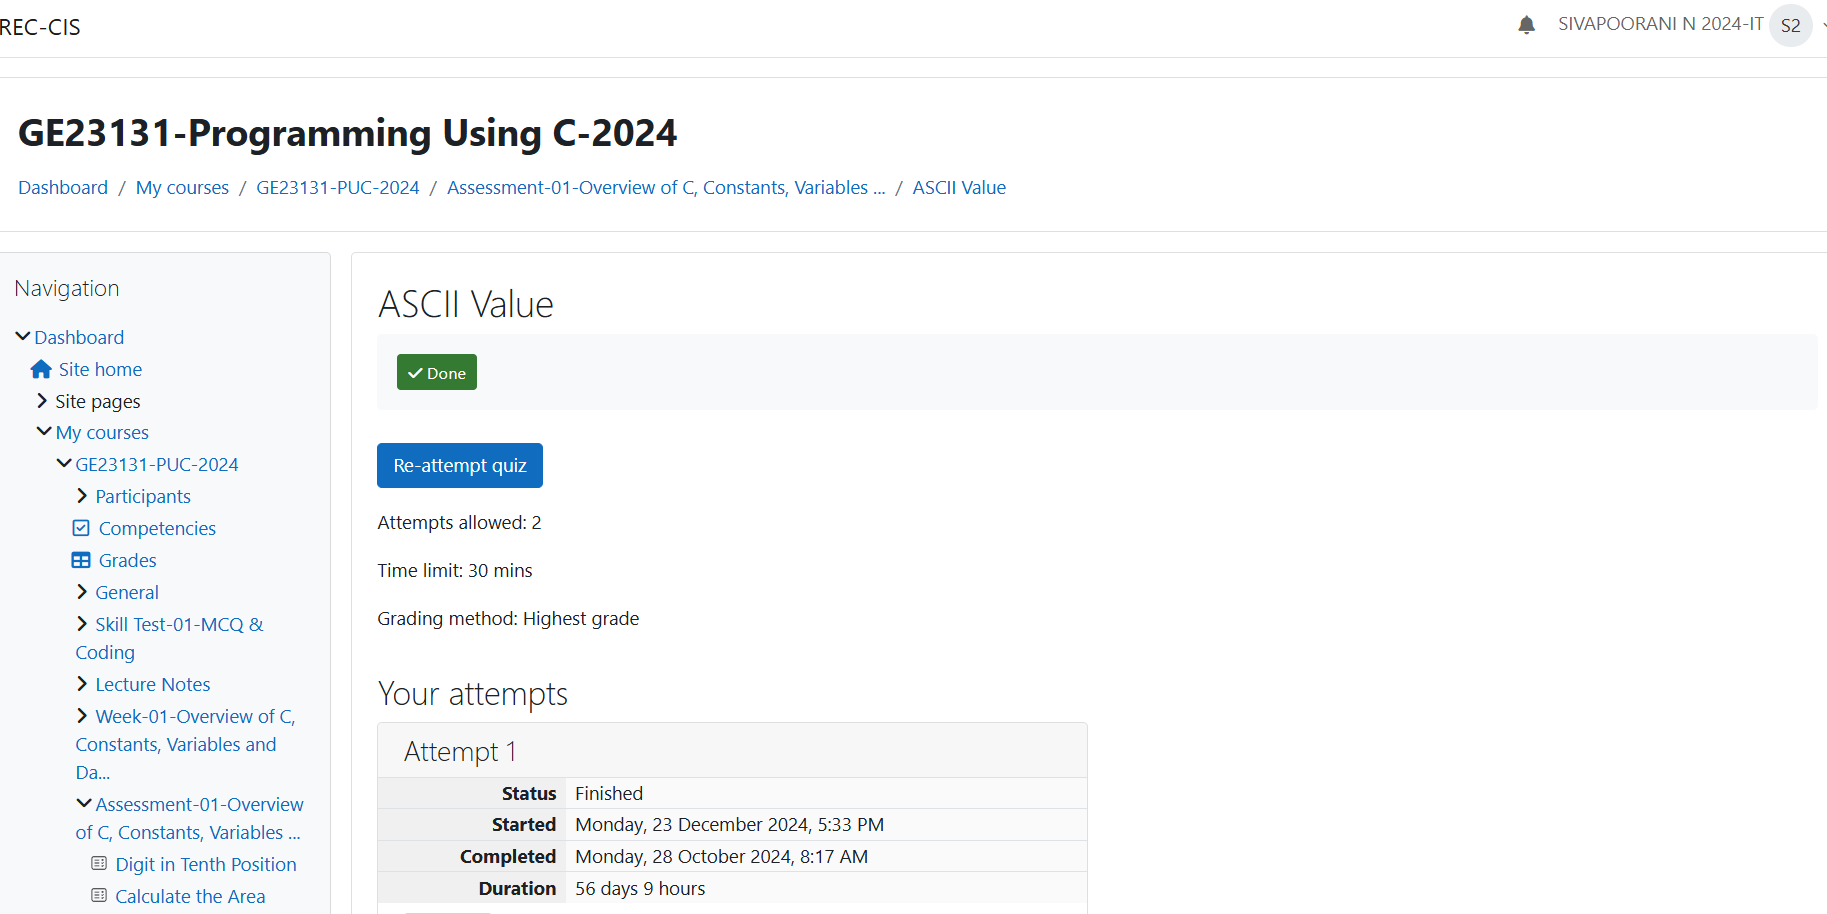 REC-CIS
SIVAPOORANI N 2024-IT S2
GE23131-Programming Using C-2024
Dashboard / My courses / GE23131-PUC-2024 / Assessment-01-Overview of C, Constants, Variables ... / ASCII Value
Navigation
Dashboard
Site home
Site pages
My courses
GE23131-PUC-2024
Participants
Competencies
Grades
General
Skill Test-01-MCQ &
Coding
Lecture Notes
Week-01-Overview of C,
Constants, Variables and
Da...
Assessment-01-Overview
of C, Constants, Variables ...
Digit in Tenth Position
Calculate the Area
ASCII Value
Done
Re-attempt quiz
Attempts allowed: 2
Time limit: 30 mins
Grading method: Highest grade
Your attempts
Attempt 1
Status Finished
Started Monday, 23 December 2024, 5:33 PM
Completed Monday, 28 October 2024, 8:17 AM
Duration 56 days 9 hours